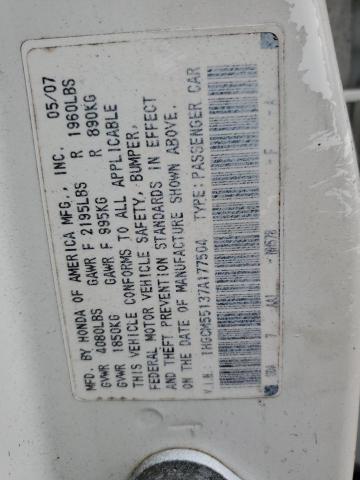 MFD. BY HONDA OF AMERICA MFG., INC. 05/07
GVWR 4080LBS GAWR F 2195LBS R 1960LBS
GVWR 1850KG GAWR F 995KG R 890KG
THIS VEHICLE CONFORMS TO ALL APPLICABLE
FEDERAL MOTOR VEHICLE SAFETY, BUMPER,
AND THEFT PREVENTION STANDARDS IN EFFECT
ON THE DATE OF MANUFACTURE SHOWN ABOVE.
V.I.N. 1HGCM55137A177504 TYPE: PASSENGER CAR
7 AA1 F A